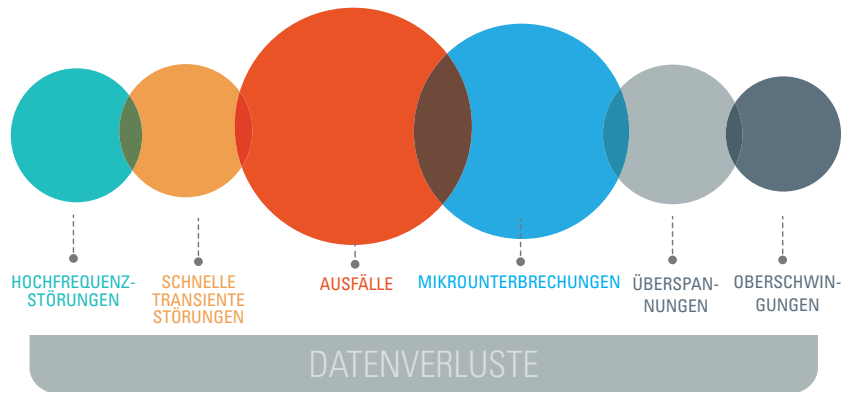 HOCHFREQUENZ-
STÖRUNGEN
SCHNELLE
TRANSIENTE
STÖRUNGEN
AUSFÄLLE
MIKROUNTERBRECHUNGEN
ÜBERSPAN-
NUNGEN
OBERSCHWIN-
GUNGEN
DATENVERLUSTE